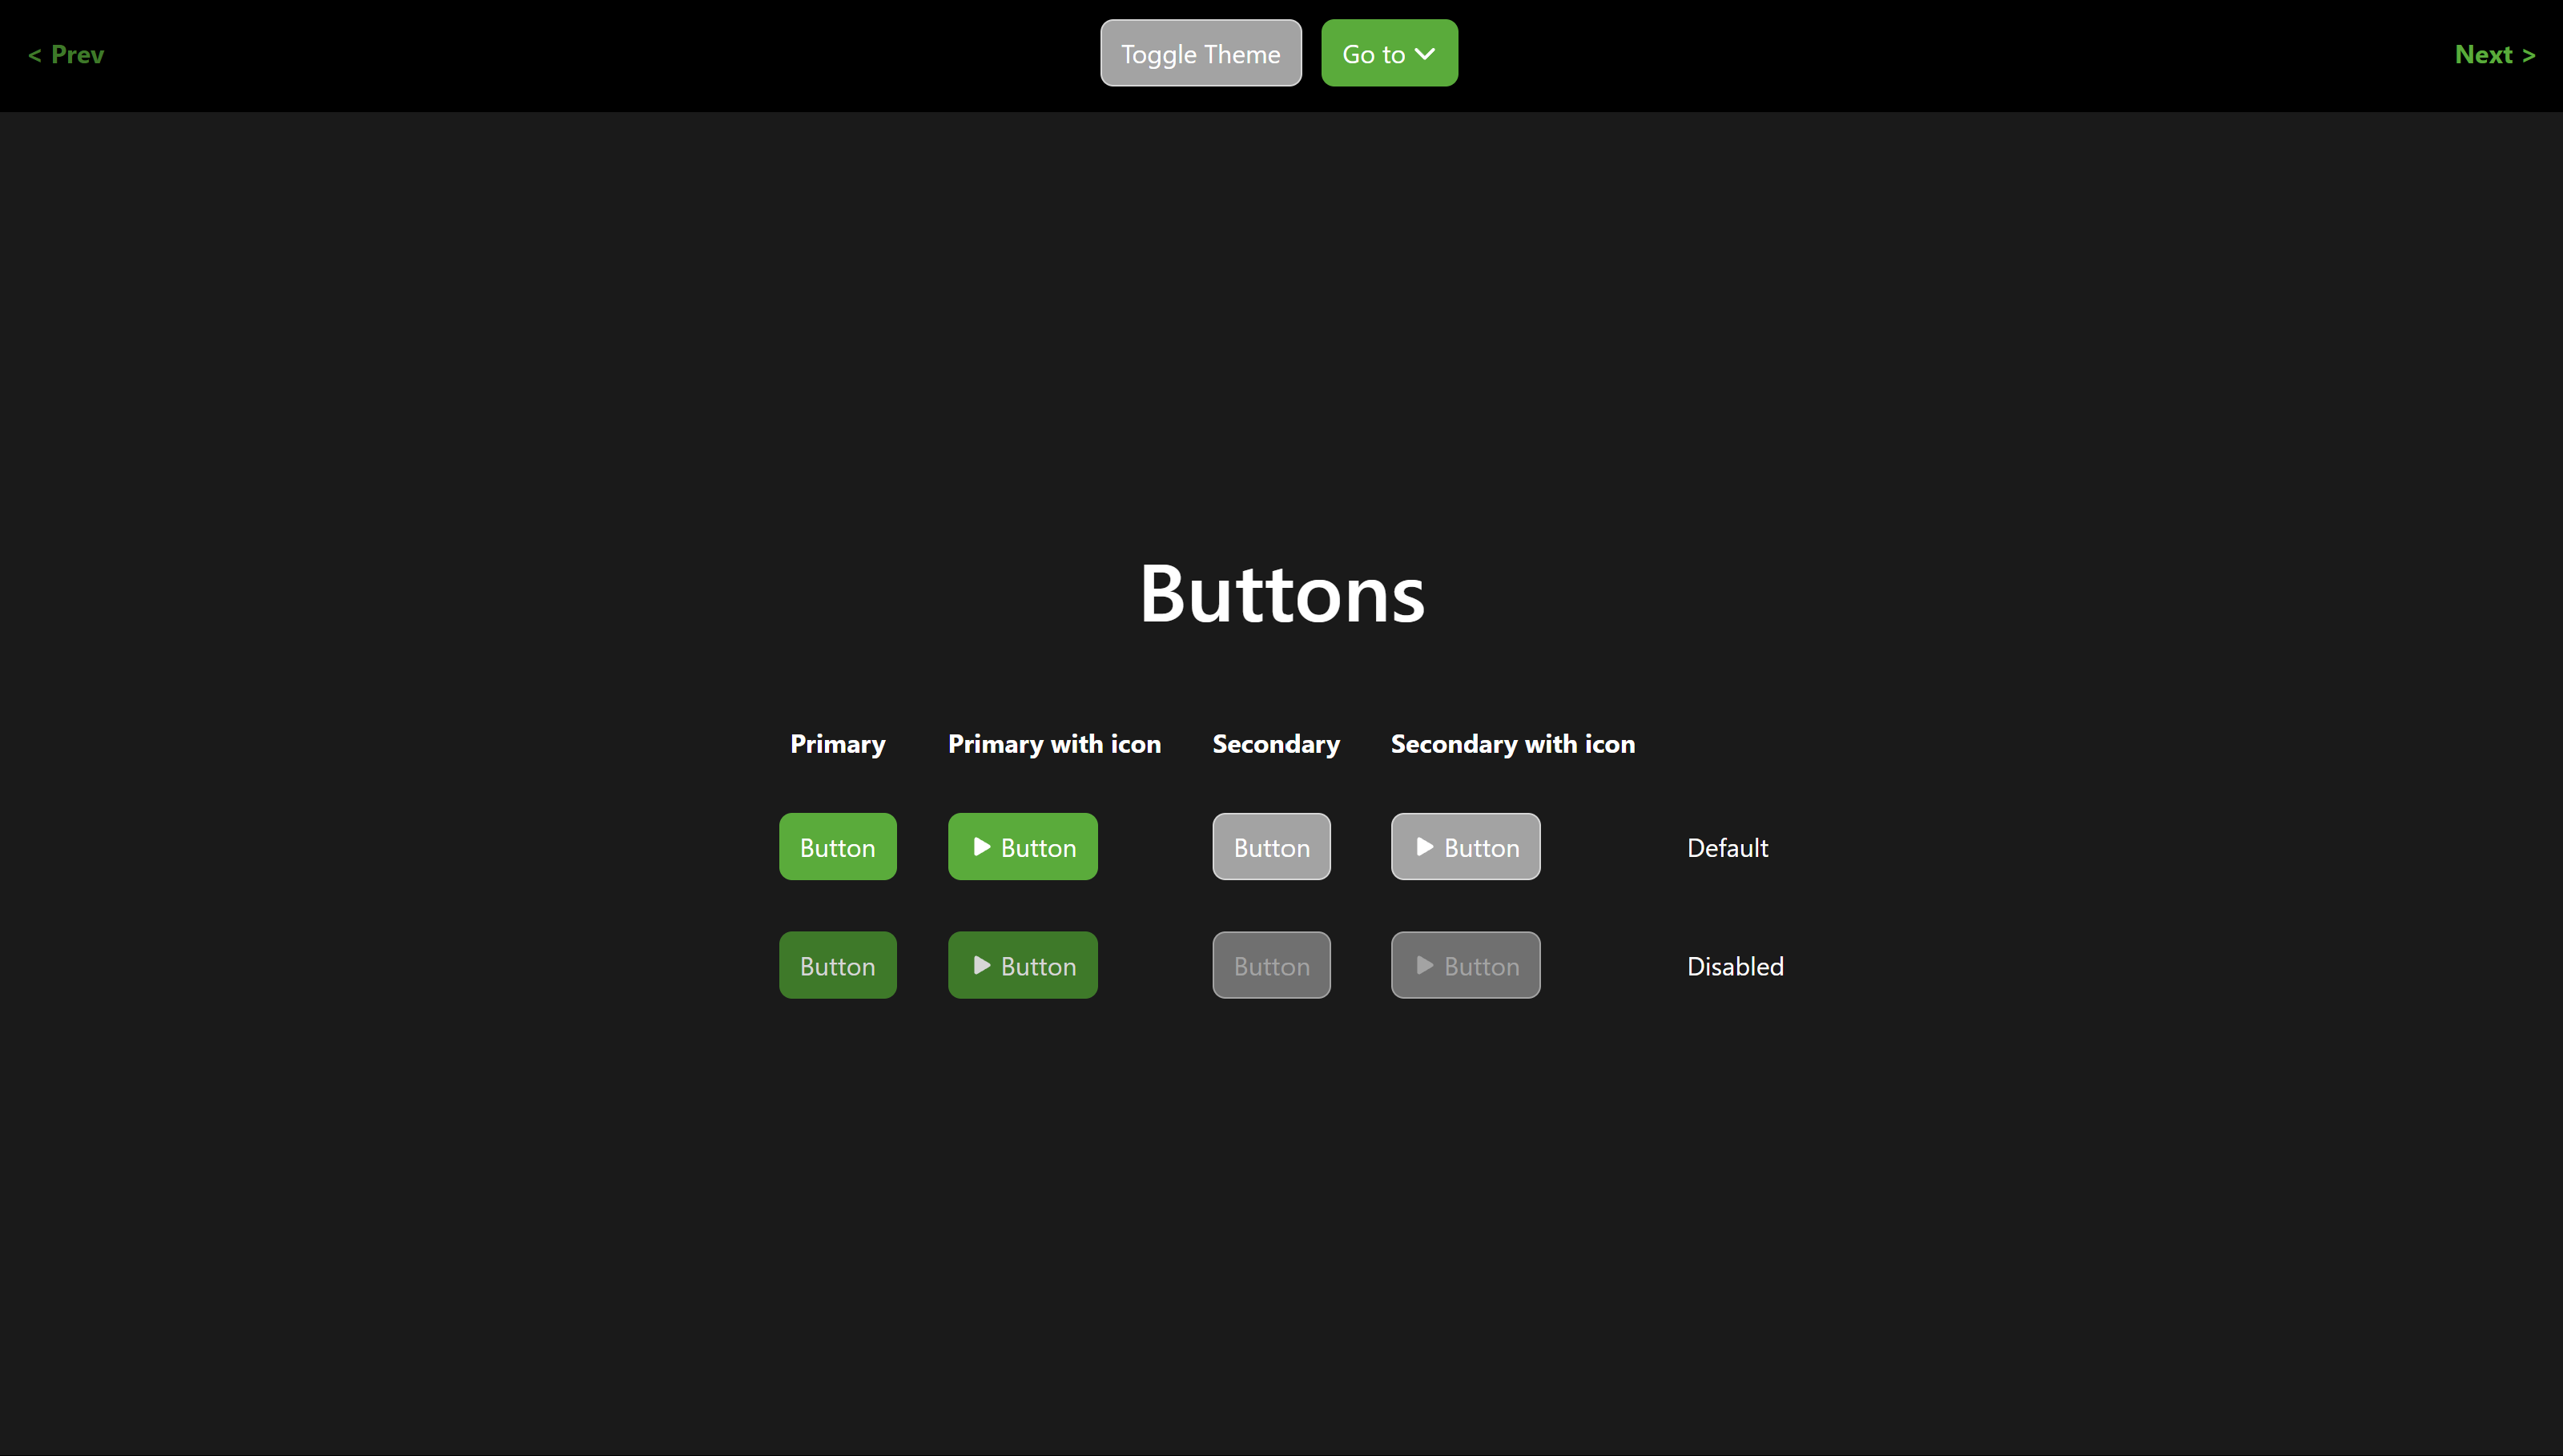 < Prev Toggle Theme Go to Next >
Buttons
Primary Primary with icon Secondary Secondary with icon
Button Button Button Button Default
Button Button Button Button Disabled